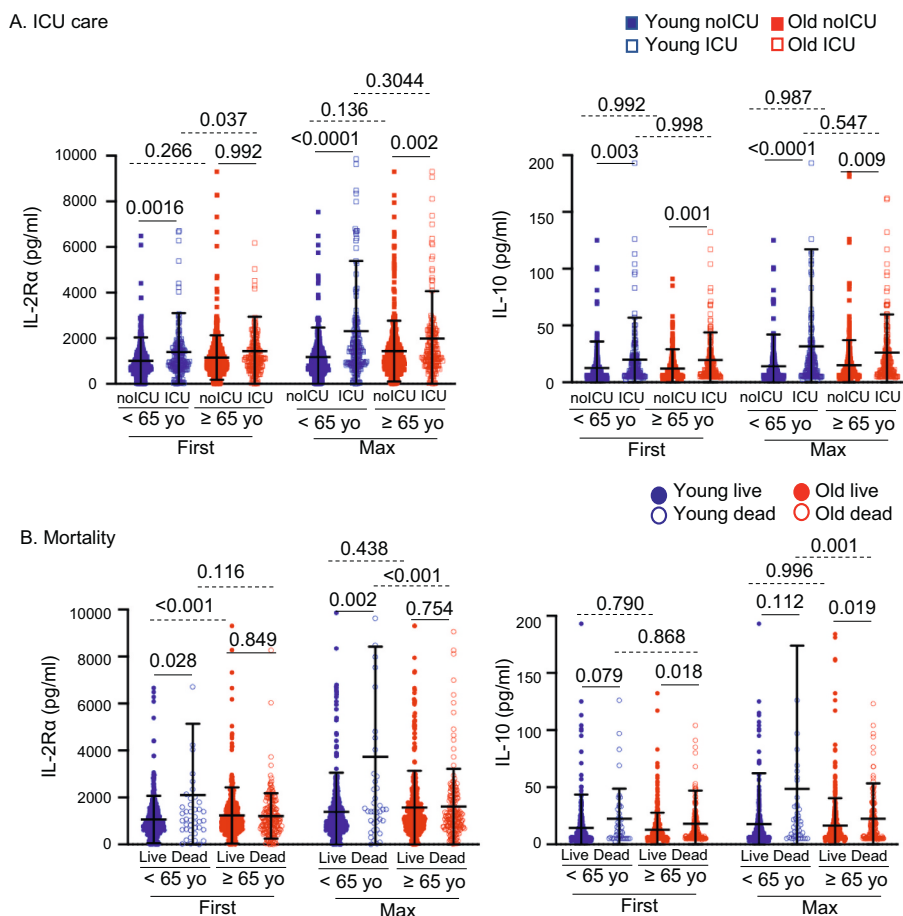 A. ICU care
Young noICU Old noICU
Young ICU Old ICU
0.3044
0.136
0.037
<0.0001
0.002
0.266
0.992
0.0016
10000
8000
6000
4000
2000
0
IL-2Rα (pg/ml)
noICU ICU noICU ICU noICU ICU noICU ICU
< 65 yo ≥ 65 yo < 65 yo ≥ 65 yo
First Max
0.992
0.987
0.998
0.547
0.003
<0.0001
0.009
0.001
200
150
100
50
0
IL-10 (pg/ml)
noICU ICU noICU ICU noICU ICU noICU ICU
< 65 yo ≥ 65 yo < 65 yo ≥ 65 yo
First Max
Young live Old live
Young dead Old dead
B. Mortality
0.438
0.116
<0.001
<0.001
0.002
0.754
0.849
0.028
10000
8000
6000
4000
2000
0
IL-2Rα (pg/ml)
Live Dead Live Dead Live Dead Live Dead
< 65 yo ≥ 65 yo < 65 yo ≥ 65 yo
First Max
0.001
0.996
0.790
0.868
0.112
0.019
0.079
0.018
200
150
100
50
0
IL-10 (pg/ml)
Live Dead Live Dead Live Dead Live Dead
< 65 yo ≥ 65 yo < 65 yo ≥ 65 yo
First Max